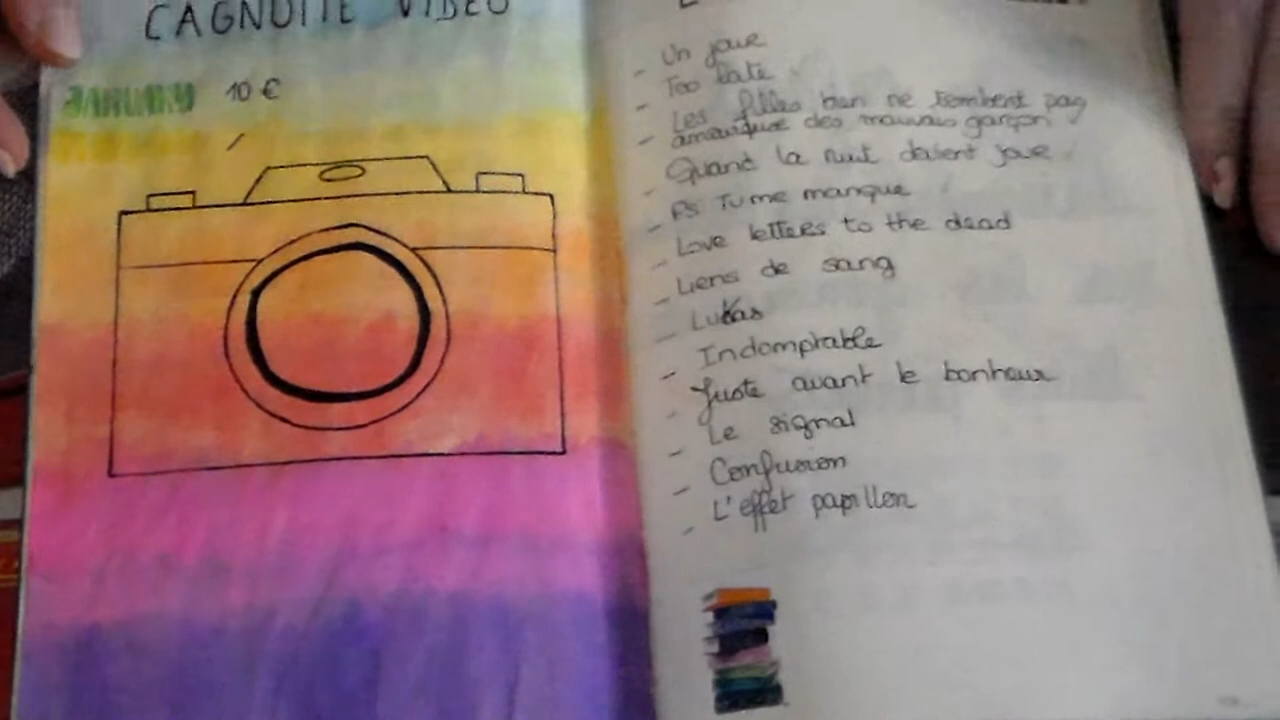 CAGNOTTE VIDEO
JANUARY 10 €
- Un jour
- Too late
- Les filles bien ne tombent pas
amoureuse des mauvais garçon
- Quand la nuit devient jour
- Ps Tu me manque
- Love letters to the dead
- Liens de sang
- Lukas
- Indomptable
- Juste avant le bonheur
- Le signal
- Confusion
- L'effet papillon